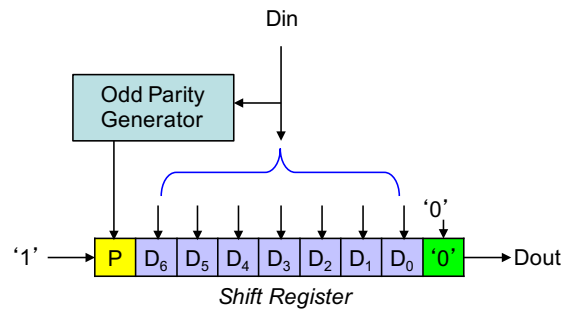 Din
Odd Parity
Generator
'0'
'1'
P D₆ D₅ D₄ D₃ D₂ D₁ D₀ '0'
Dout
Shift Register